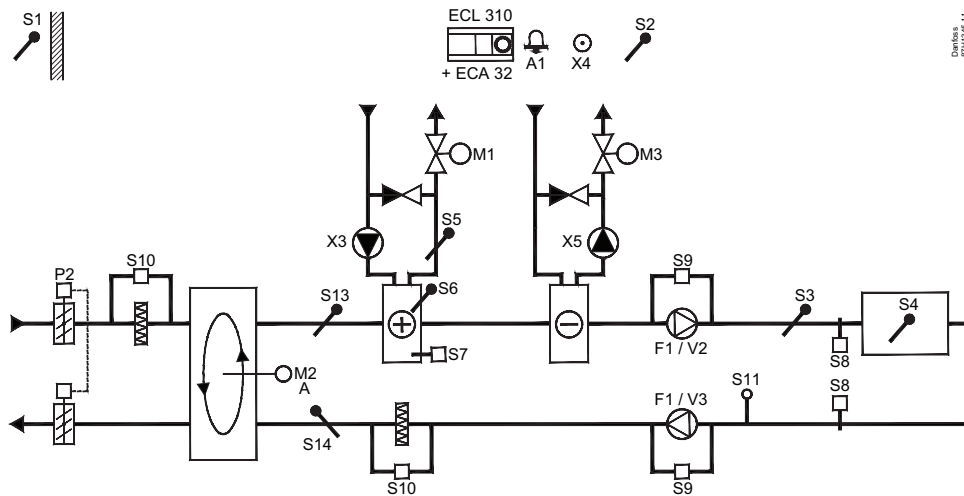 S1
ECL 310
+ ECA 32
A1
X4
S2
Danfoss
M1
M3
X3
S5
X5
P2
S10
S13
S6
S9
S3
S4
S7
F1 / V2
S8
M2
A
S14
S10
F1 / V3
S9
S11
S8